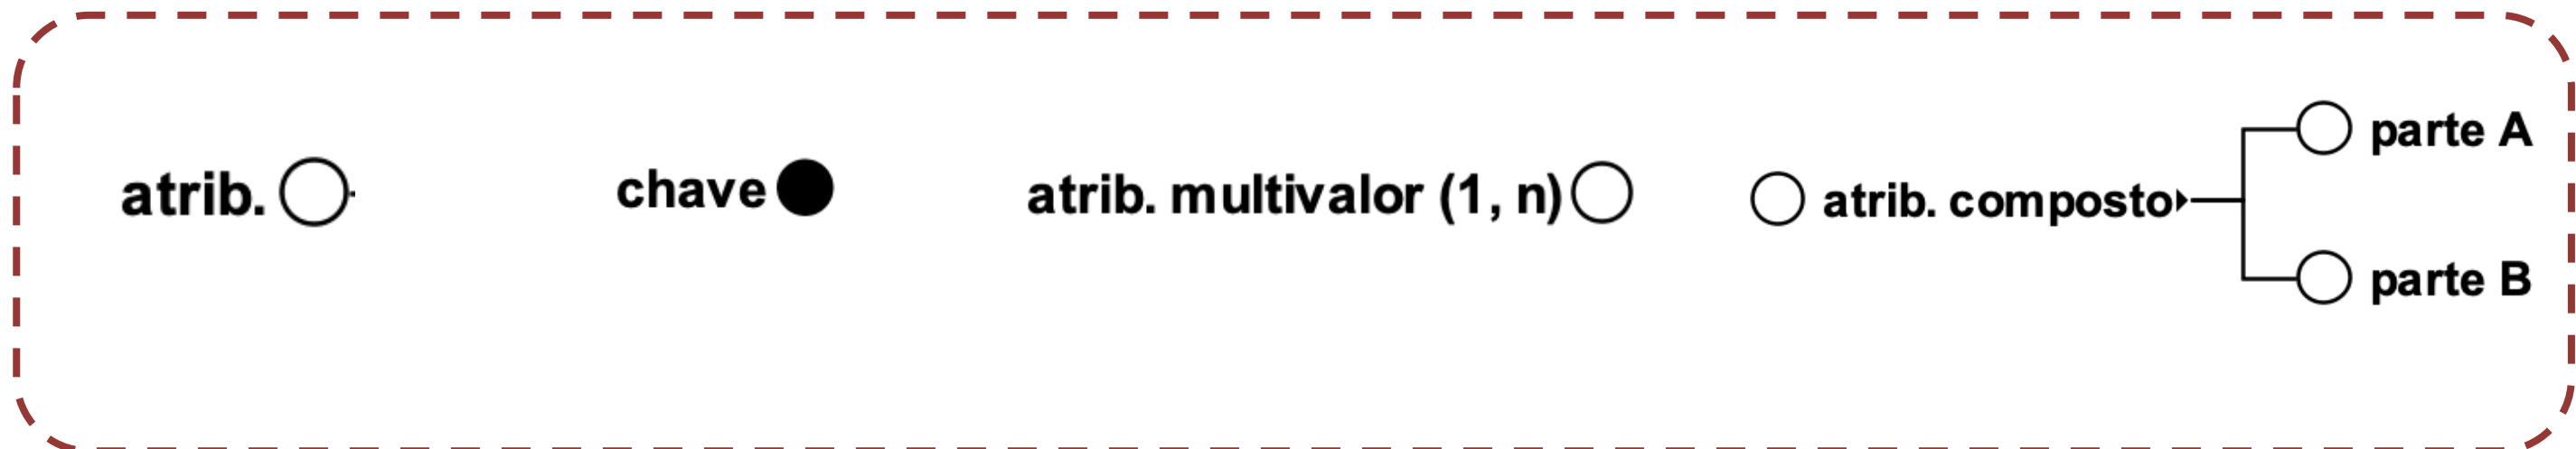 atrib.
chave
atrib. multivalor (1, n)
atrib. composto
parte A
parte B